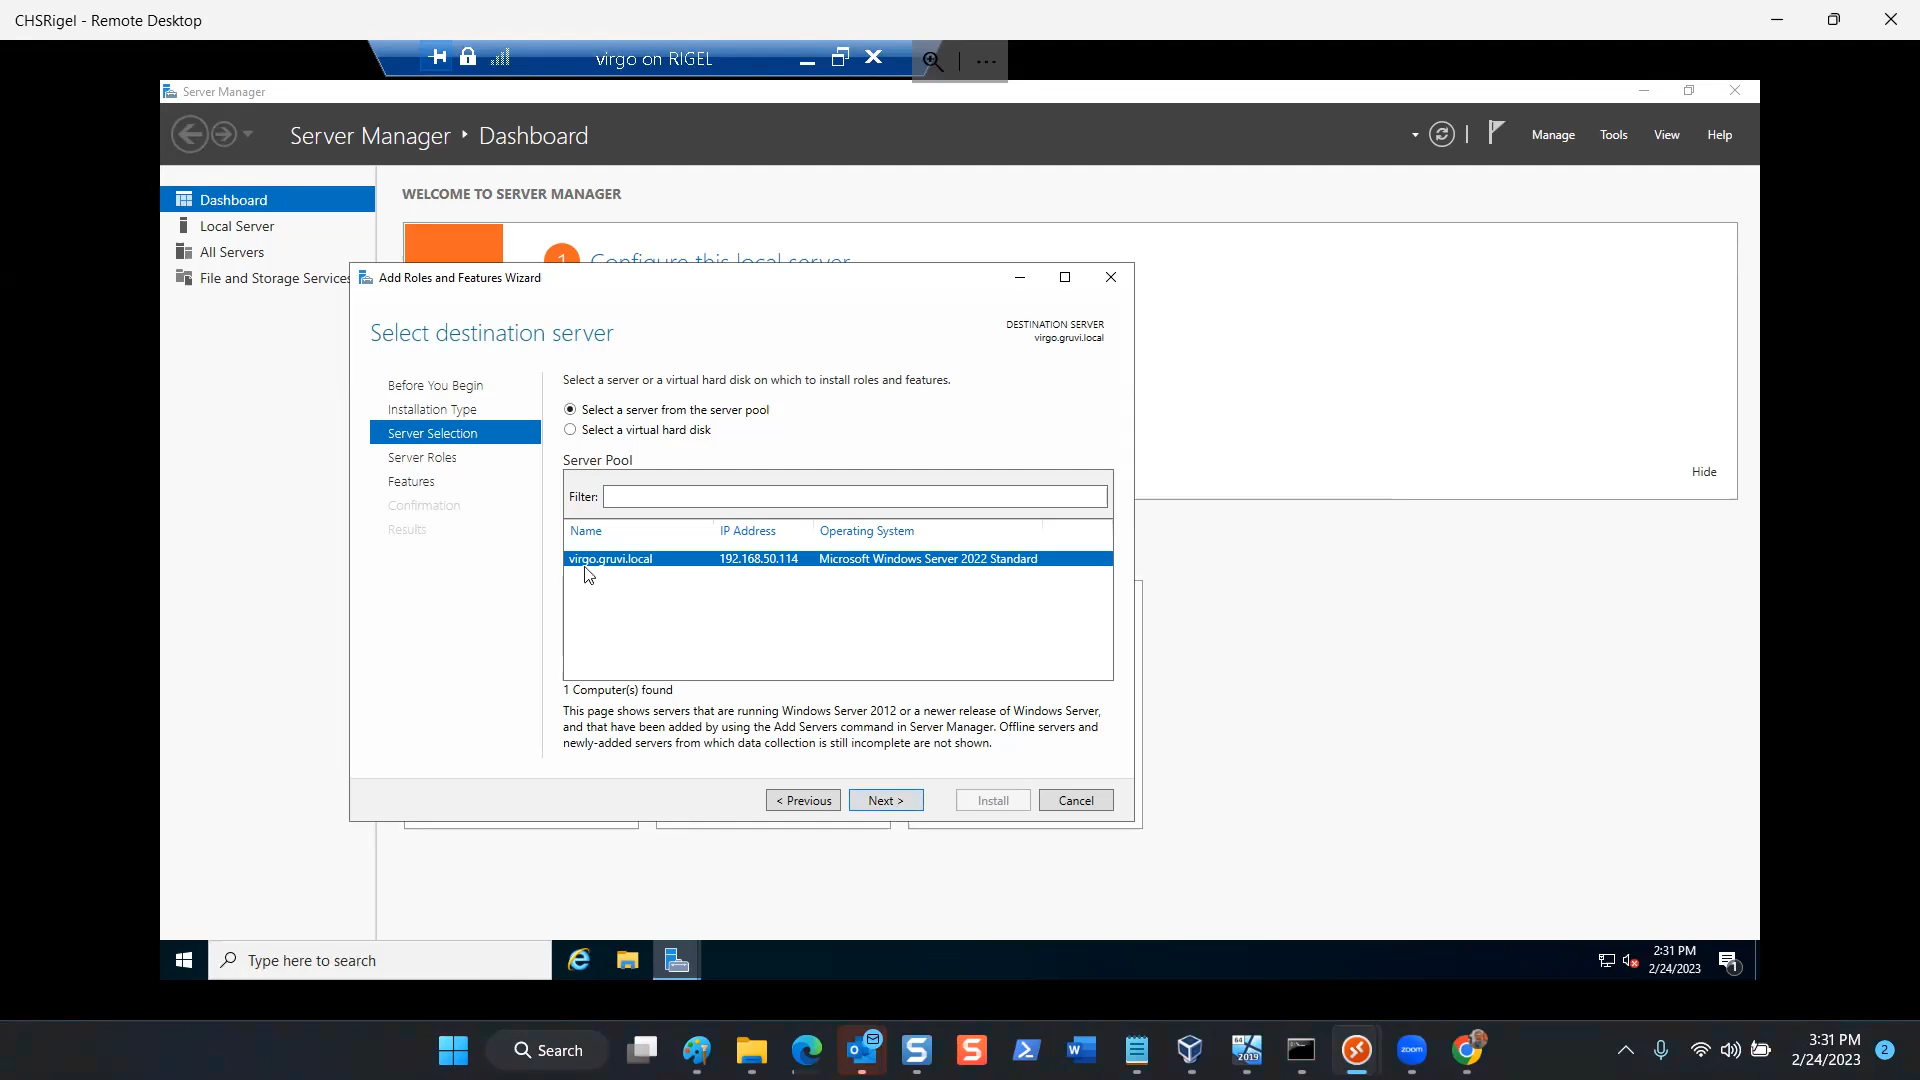 CHSRigel - Remote Desktop
virgo on RIGEL
Server Manager
Server Manager • Dashboard
Manage Tools View Help
Dashboard
Local Server
All Servers
File and Storage Services
WELCOME TO SERVER MANAGER
1 Configure this local server
Hide
Add Roles and Features Wizard
Select destination server
DESTINATION SERVER
virgo.gruvi.local
Before You Begin
Installation Type
Server Selection
Server Roles
Features
Confirmation
Results
Select a server or a virtual hard disk on which to install roles and features.
Select a server from the server pool
Select a virtual hard disk
Server Pool
Filter:
Name IP Address Operating System
virgo.gruvi.local 192.168.50.114 Microsoft Windows Server 2022 Standard
1 Computer(s) found
This page shows servers that are running Windows Server 2012 or a newer release of Windows Server,
and that have been added by using the Add Servers command in Server Manager. Offline servers and
newly-added servers from which data collection is still incomplete are not shown.
< Previous Next > Install Cancel
Type here to search
2:31 PM
2/24/2023
1
Search
64
2019
zoom
3:31 PM
2/24/2023
2